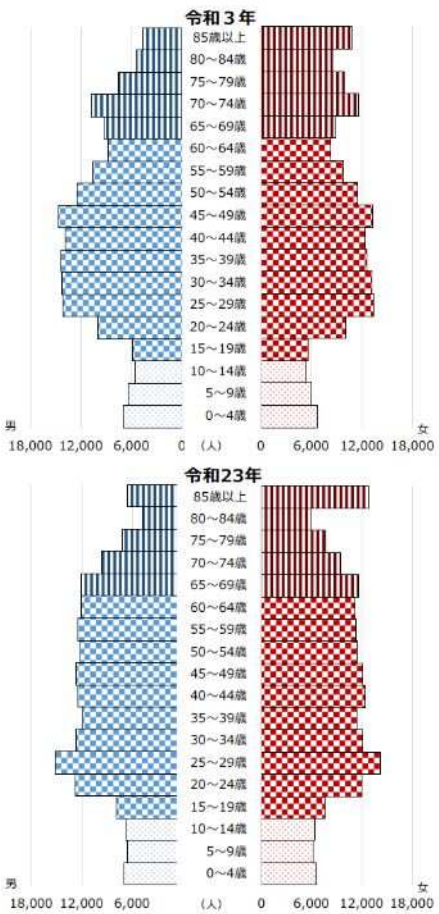 令和3年
85歳以上
80～84歳
75～79歳
70～74歳
65～69歳
60～64歳
55～59歳
50～54歳
45～49歳
40～44歳
35～39歳
30～34歳
25～29歳
20～24歳
15～19歳
10～14歳
5～9歳
0～4歳
男 女
18,000 12,000 6,000 0 （人） 0 6,000 12,000 18,000
令和23年
85歳以上
80～84歳
75～79歳
70～74歳
65～69歳
60～64歳
55～59歳
50～54歳
45～49歳
40～44歳
35～39歳
30～34歳
25～29歳
20～24歳
15～19歳
10～14歳
5～9歳
0～4歳
男 女
18,000 12,000 6,000 （人） 0 6,000 12,000 18,000